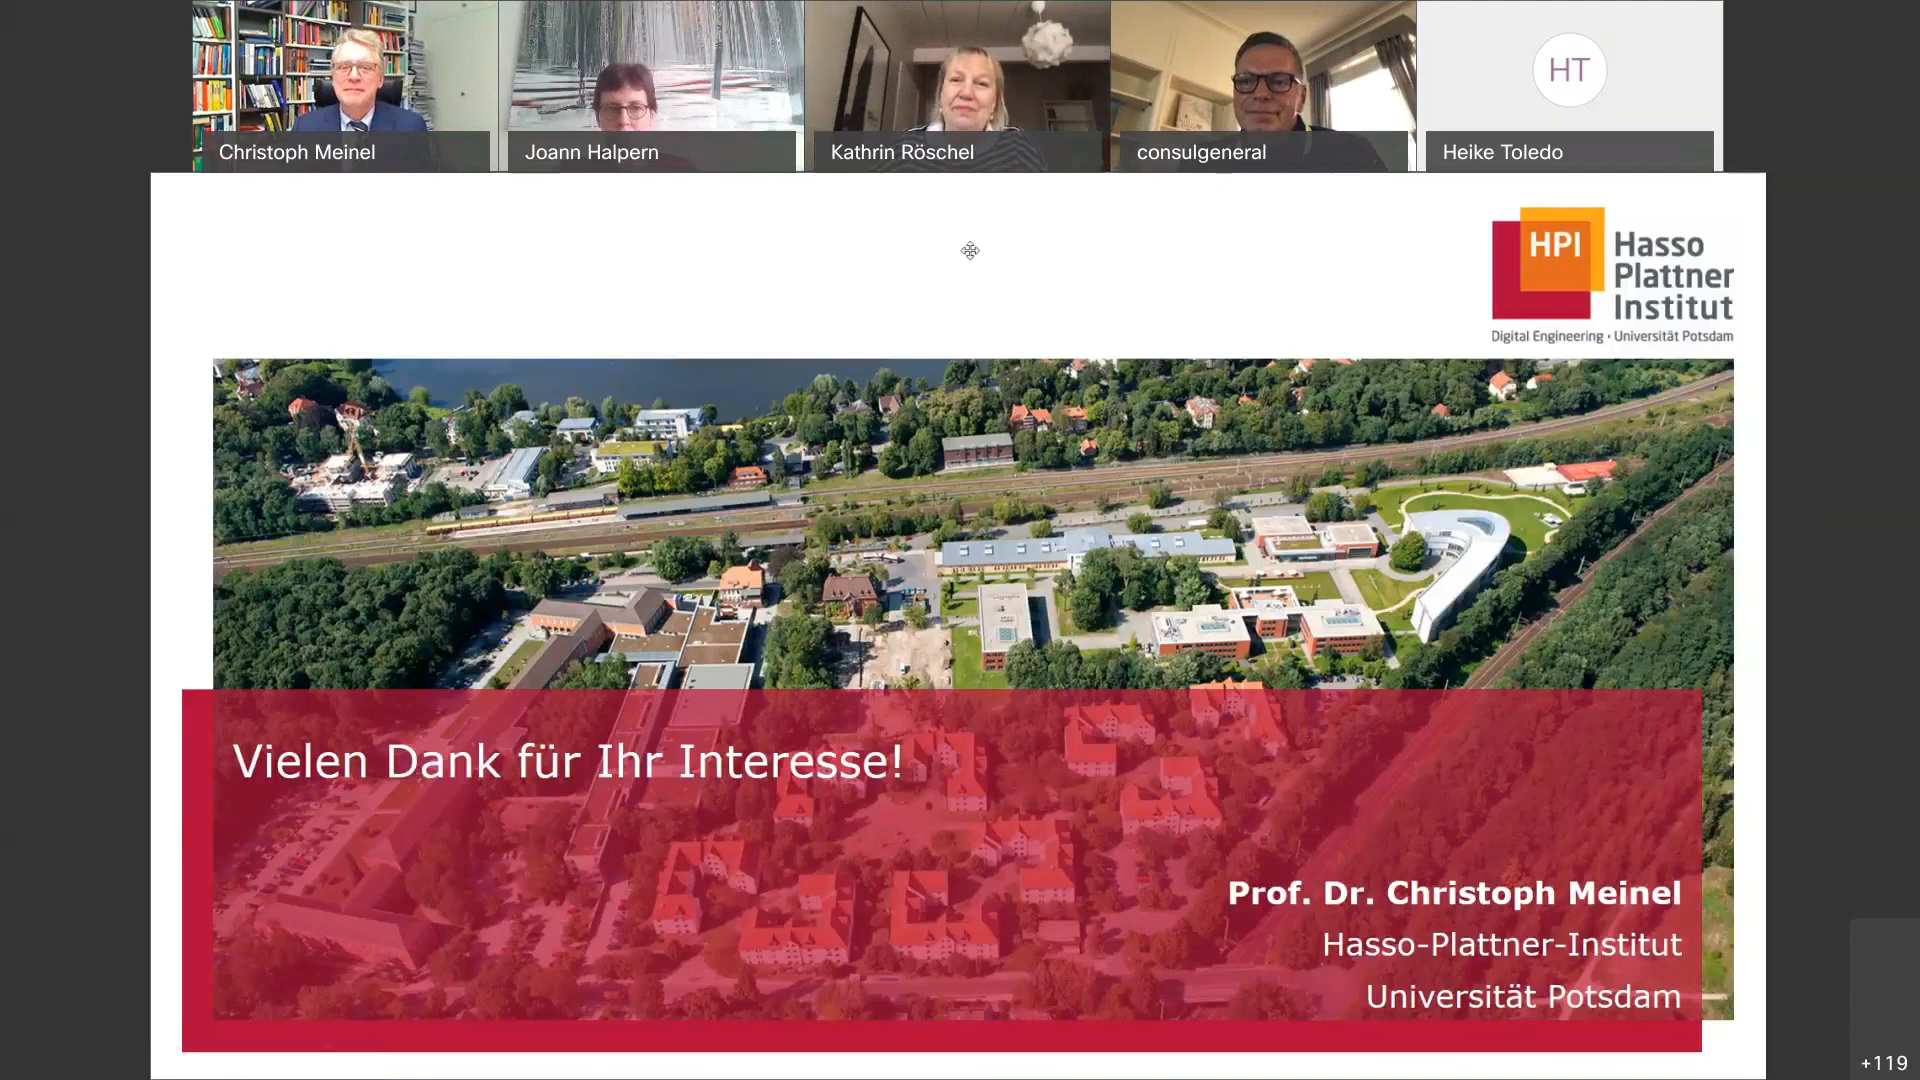 Christoph Meinel
Joann Halpern
Kathrin Röschel
consulgeneral
HT
Heike Toledo
HPI
Hasso
Plattner
Institut
Digital Engineering • Universität Potsdam
Vielen Dank für Ihr Interesse!
Prof. Dr. Christoph Meinel
Hasso-Plattner-Institut
Universität Potsdam
+119